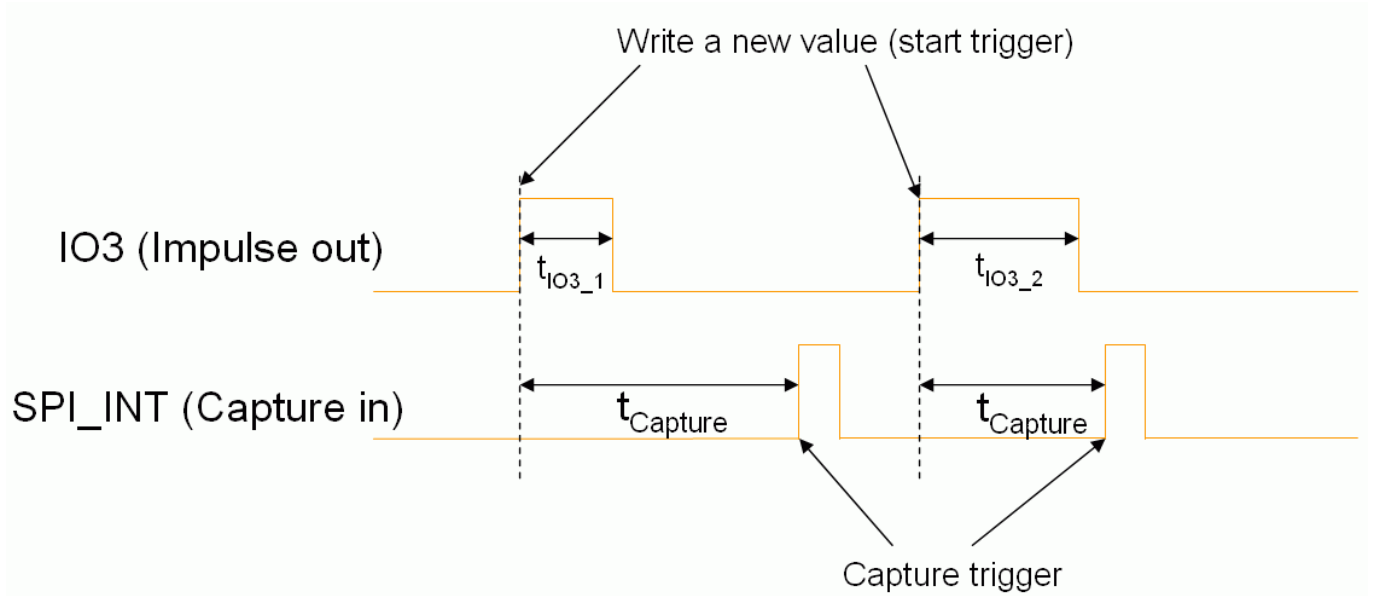 Write a new value (start trigger)
IO3 (Impulse out)
tIO3_1
tIO3_2
SPI_INT (Capture in)
tCapture
tCapture
Capture trigger